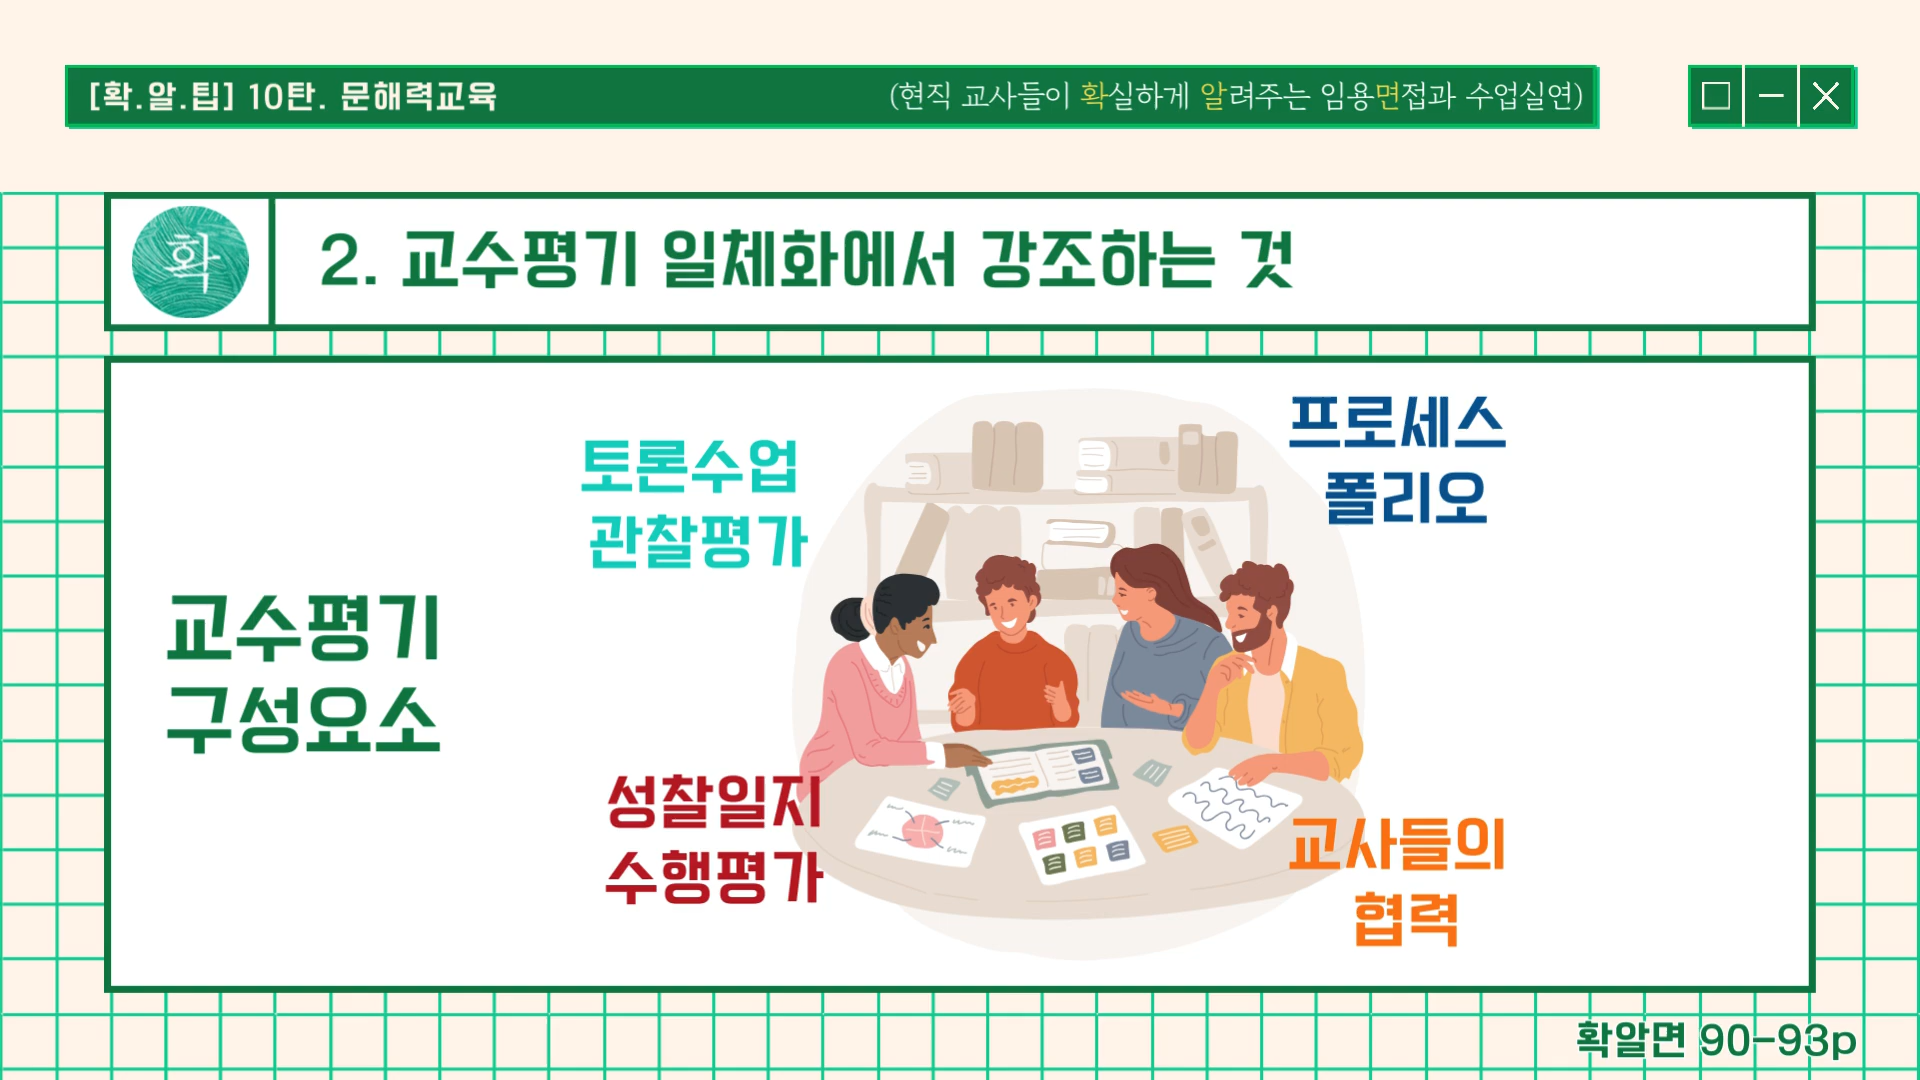 [확.알.팁] 10탄. 문해력교육
(현직 교사들이 확실하게 알려주는 임용면접과 수업실연)
확
2. 교수평기 일체화에서 강조하는 것
토론수업
관찰평가
프로세스
폴리오
교수평기
구성요소
성찰일지
수행평가
교사들의
협력
확알면 90-93p